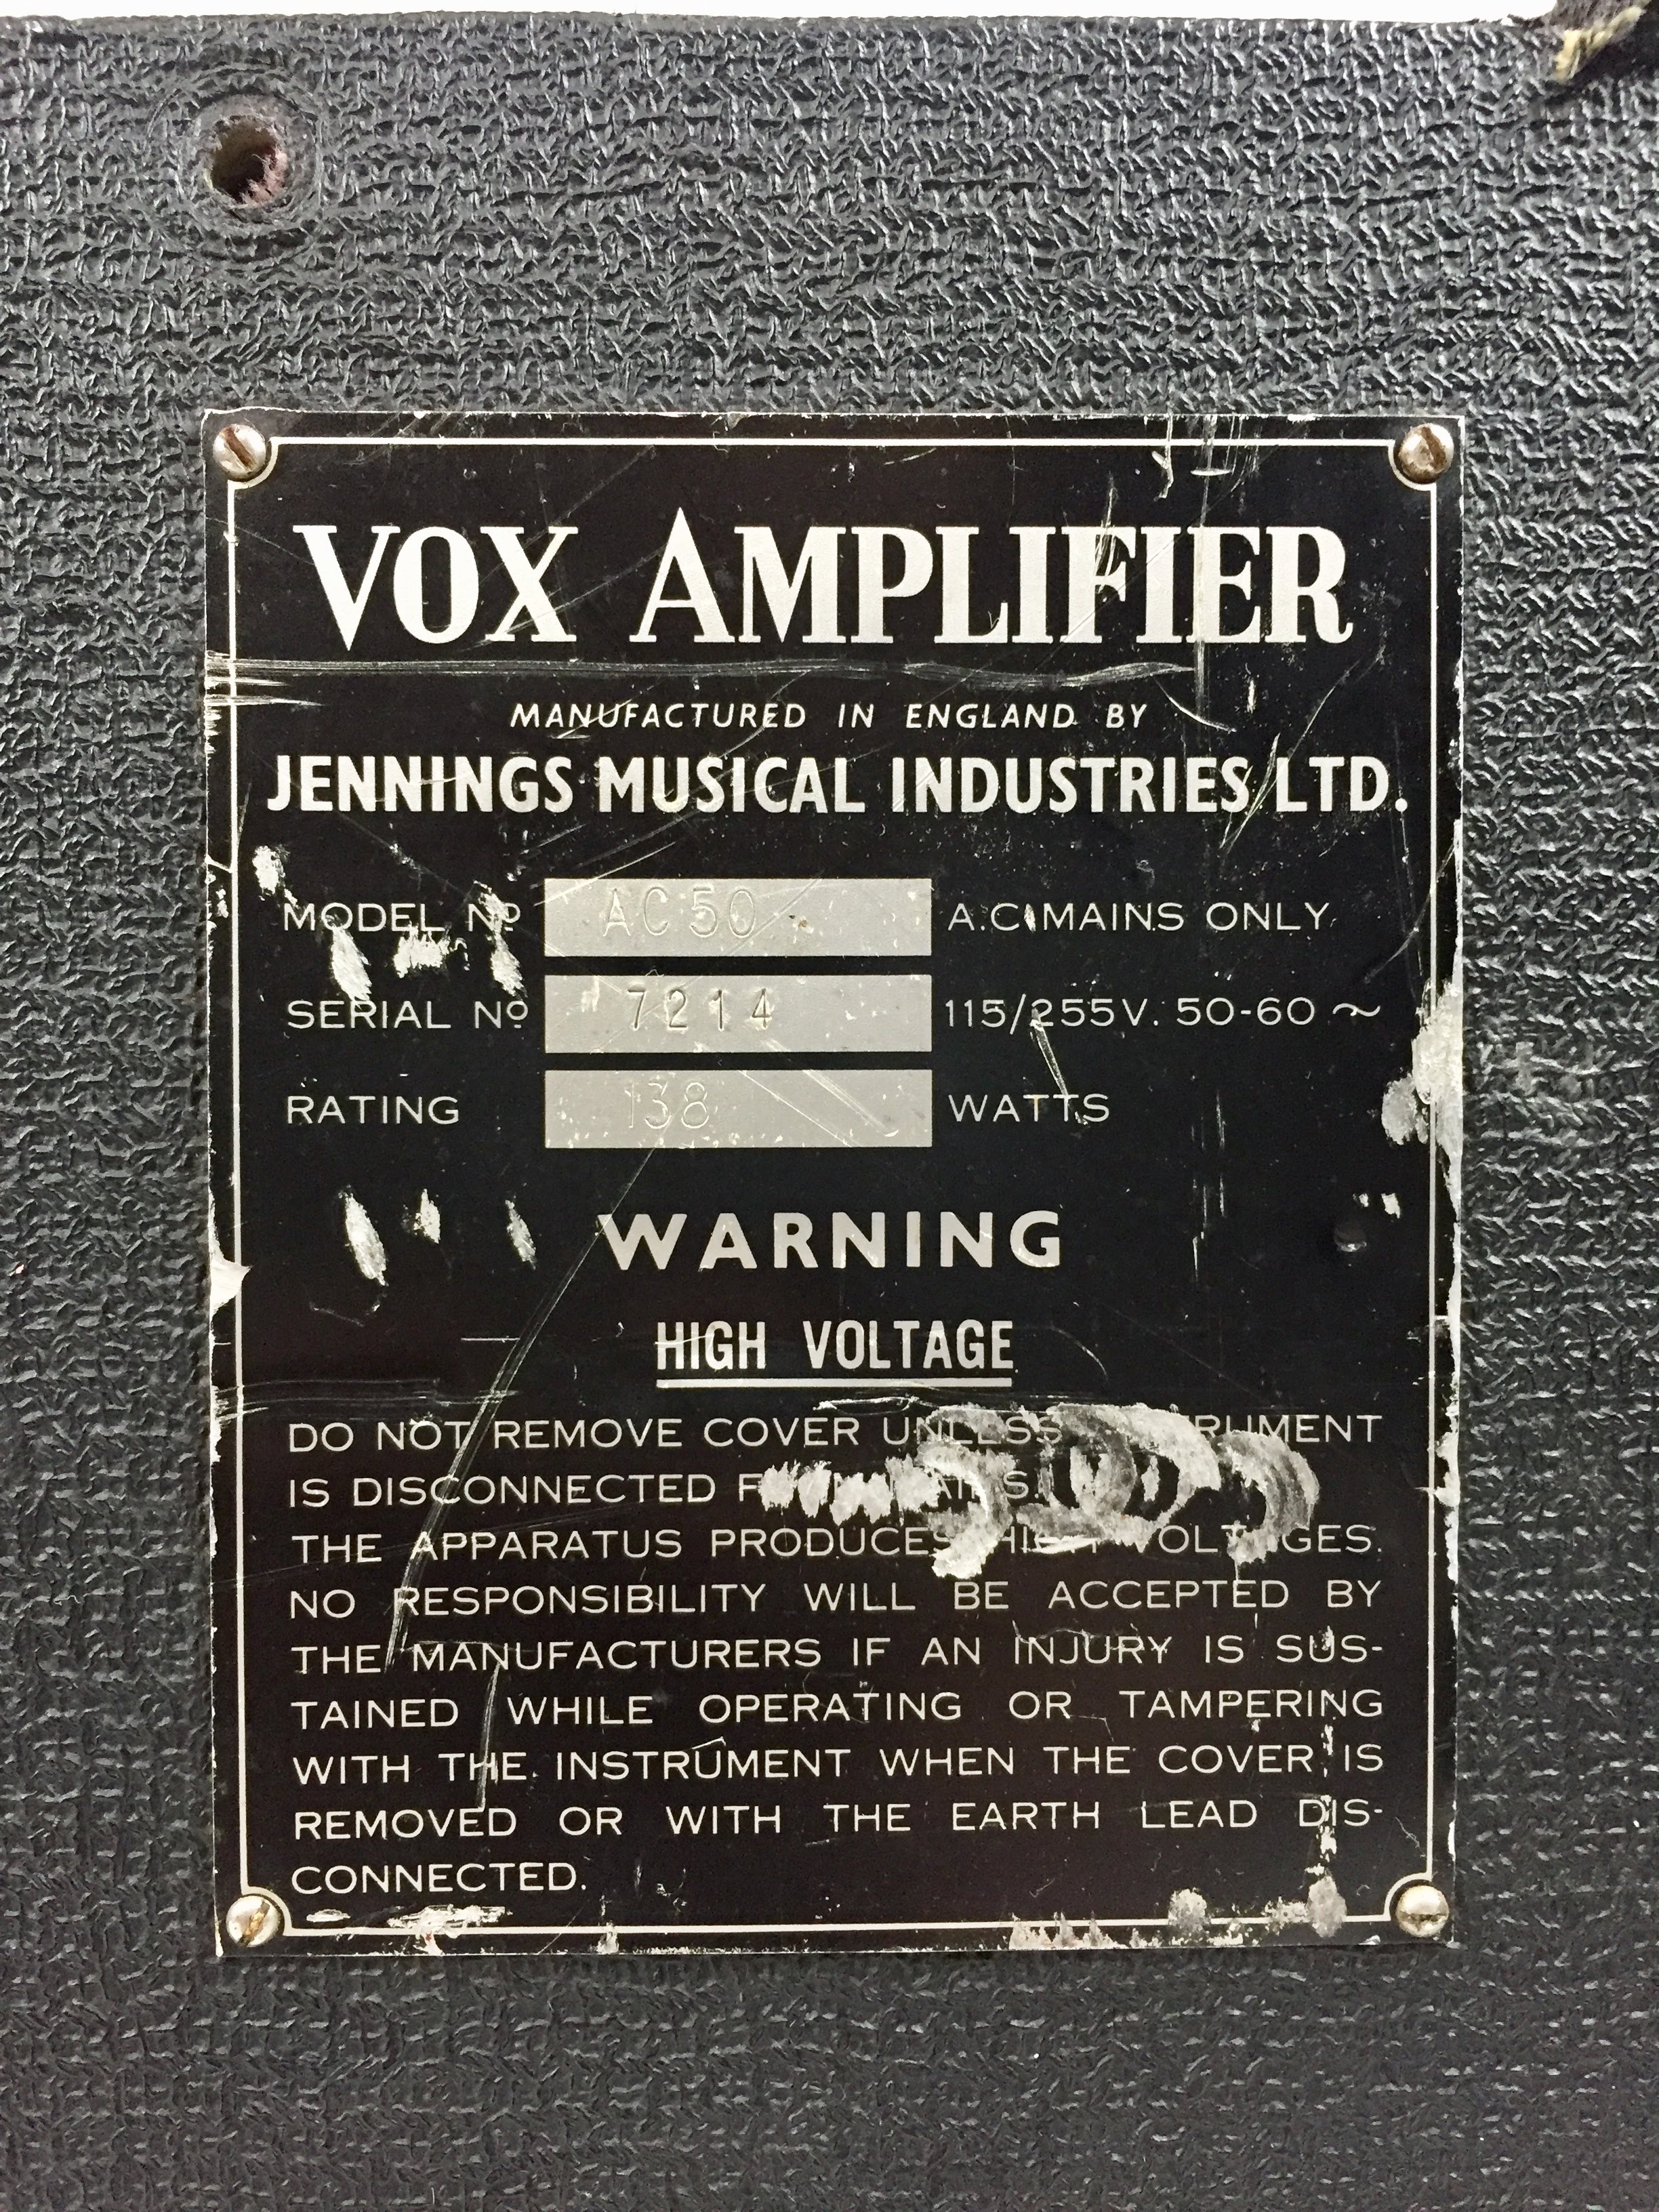 VOX AMPLIFIER
MANUFACTURED IN ENGLAND BY
JENNINGS MUSICAL INDUSTRIES LTD.
MODEL Nº AC50 A.C. MAINS ONLY
SERIAL Nº 7214 115/255V. 50-60 ~
RATING 138 WATTS
WARNING
HIGH VOLTAGE
DO NOT REMOVE COVER UNLESS
IS DISCONNECTED
THE APPARATUS PRODUCES HIGH VOLTAGES.
NO RESPONSIBILITY WILL BE ACCEPTED BY
THE MANUFACTURERS IF AN INJURY IS SUS-
TAINED WHILE OPERATING OR TAMPERING
WITH THE INSTRUMENT WHEN THE COVER IS
REMOVED OR WITH THE EARTH LEAD DIS-
CONNECTED.